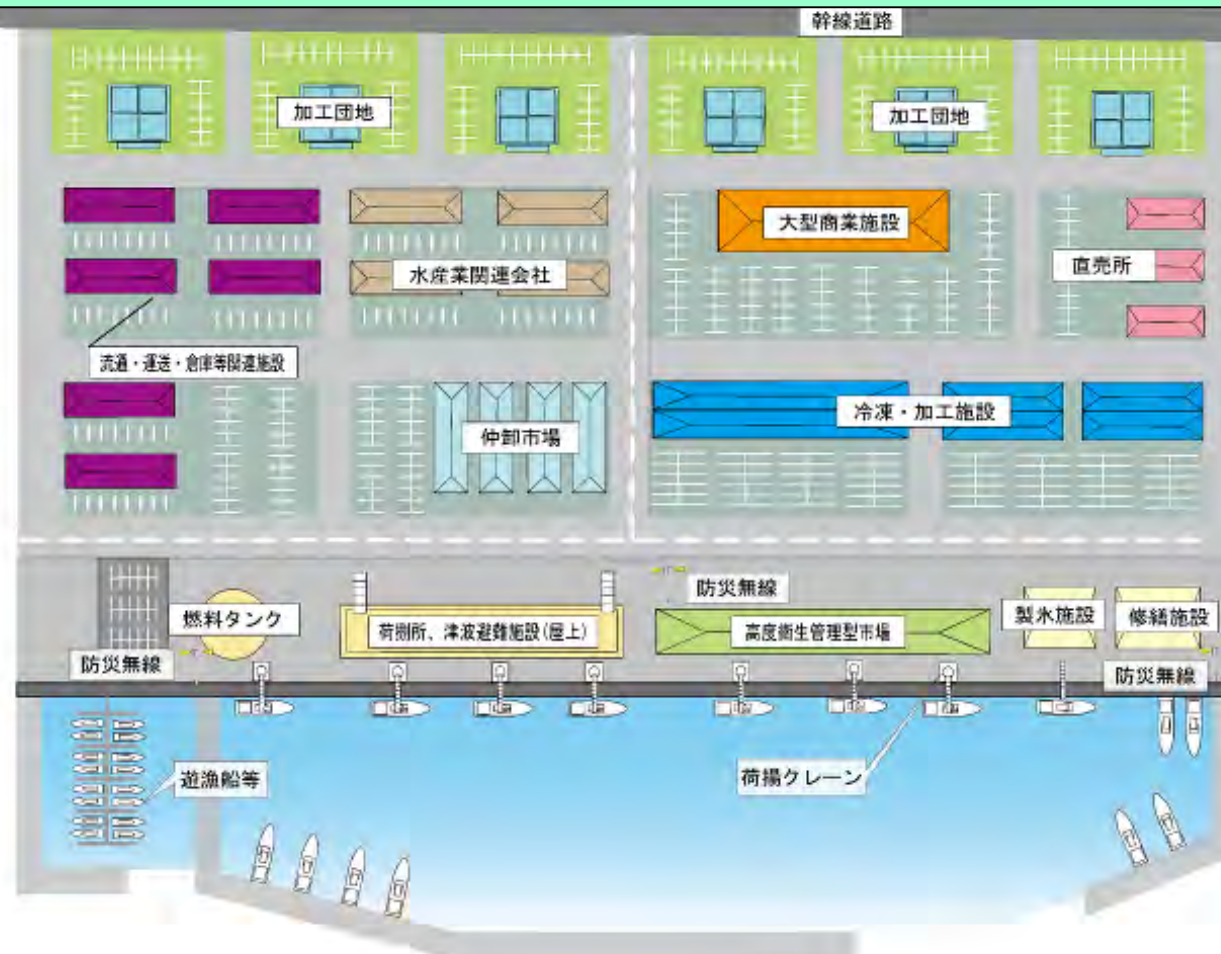 幹線道路
加工団地
加工団地
大型商業施設
水産業関連会社
直売所
流通・運送・倉庫等関連施設
冷凍・加工施設
仲卸市場
防災無線
燃料タンク
荷捌所、津波避難施設(屋上)
高度衛生管理型市場
製氷施設
修繕施設
防災無線
防災無線
遊漁船等
荷揚クレーン